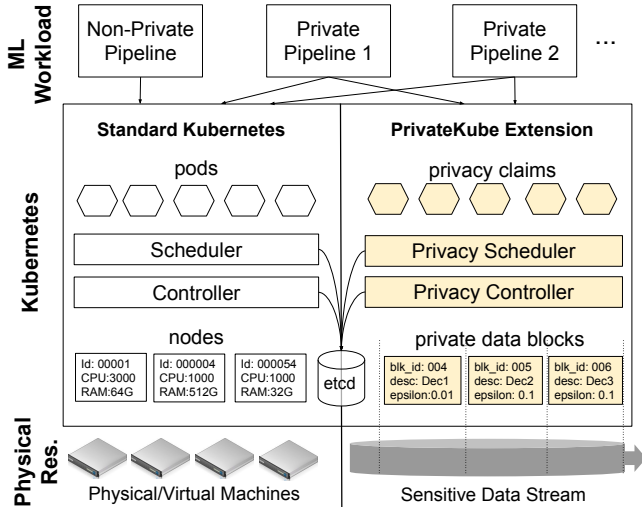 ML
Workload
Non-Private
Pipeline
Private
Pipeline 1
Private
Pipeline 2
...
Kubernetes
Standard Kubernetes
PrivateKube Extension
pods
privacy claims
Scheduler
Privacy Scheduler
Controller
Privacy Controller
nodes
private data blocks
Id: 00001
CPU:3000
RAM:64G
Id: 000004
CPU:1000
RAM:512G
Id: 000054
CPU:1000
RAM:32G
etcd
blk_id: 004
desc: Dec1
epsilon:0.01
blk_id: 005
desc: Dec2
epsilon: 0.1
blk_id: 006
desc: Dec3
epsilon: 0.1
Physical
Res.
Physical/Virtual Machines
Sensitive Data Stream